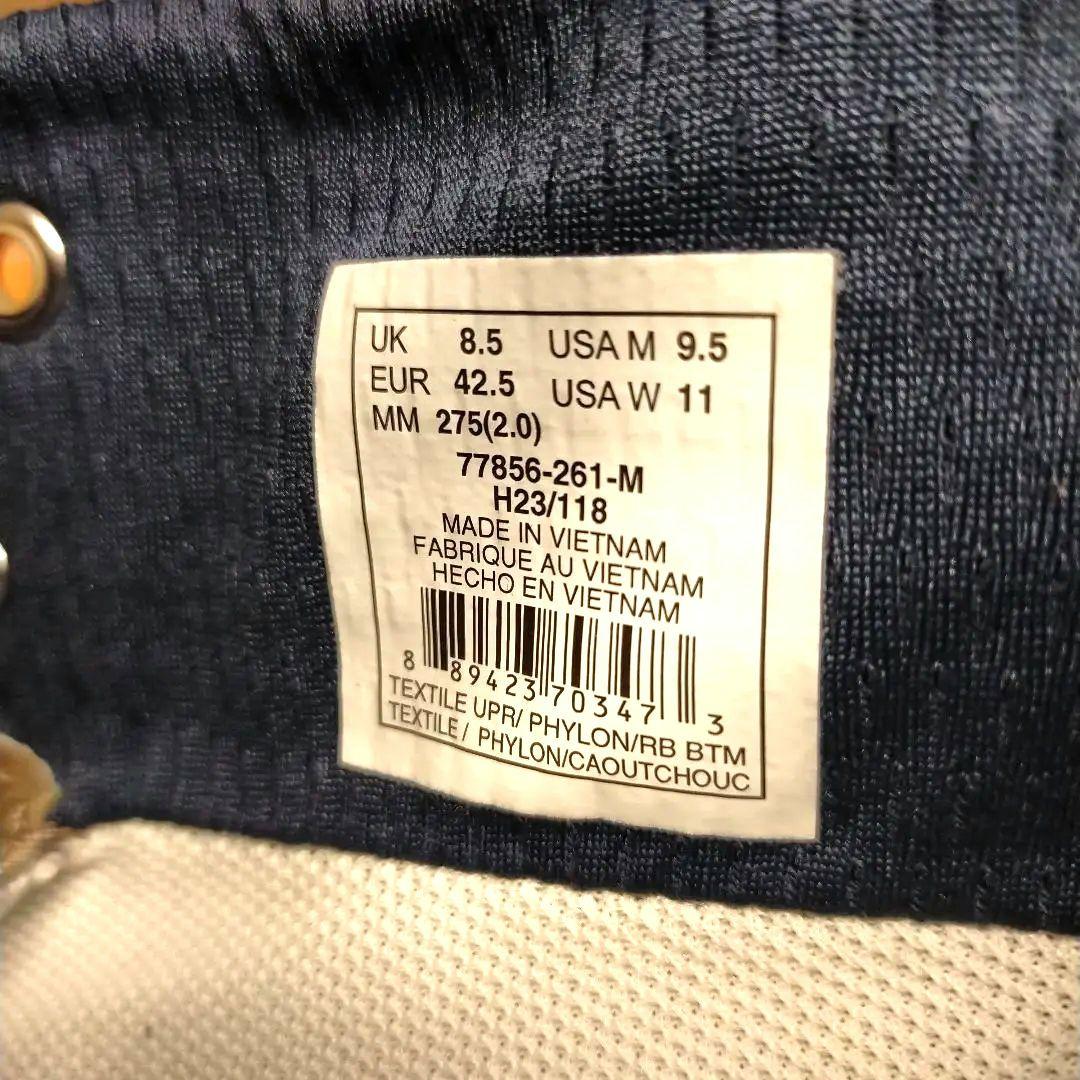 UK 8.5 USA M 9.5
EUR 42.5 USA W 11
MM 275(2.0)
77856-261-M
H23/118
MADE IN VIETNAM
FABRIQUE AU VIETNAM
HECHO EN VIETNAM
8 89423 70347 3
TEXTILE UPR/ PHYLON/RB BTM
TEXTILE/ PHYLON/CAOUTCHOUC